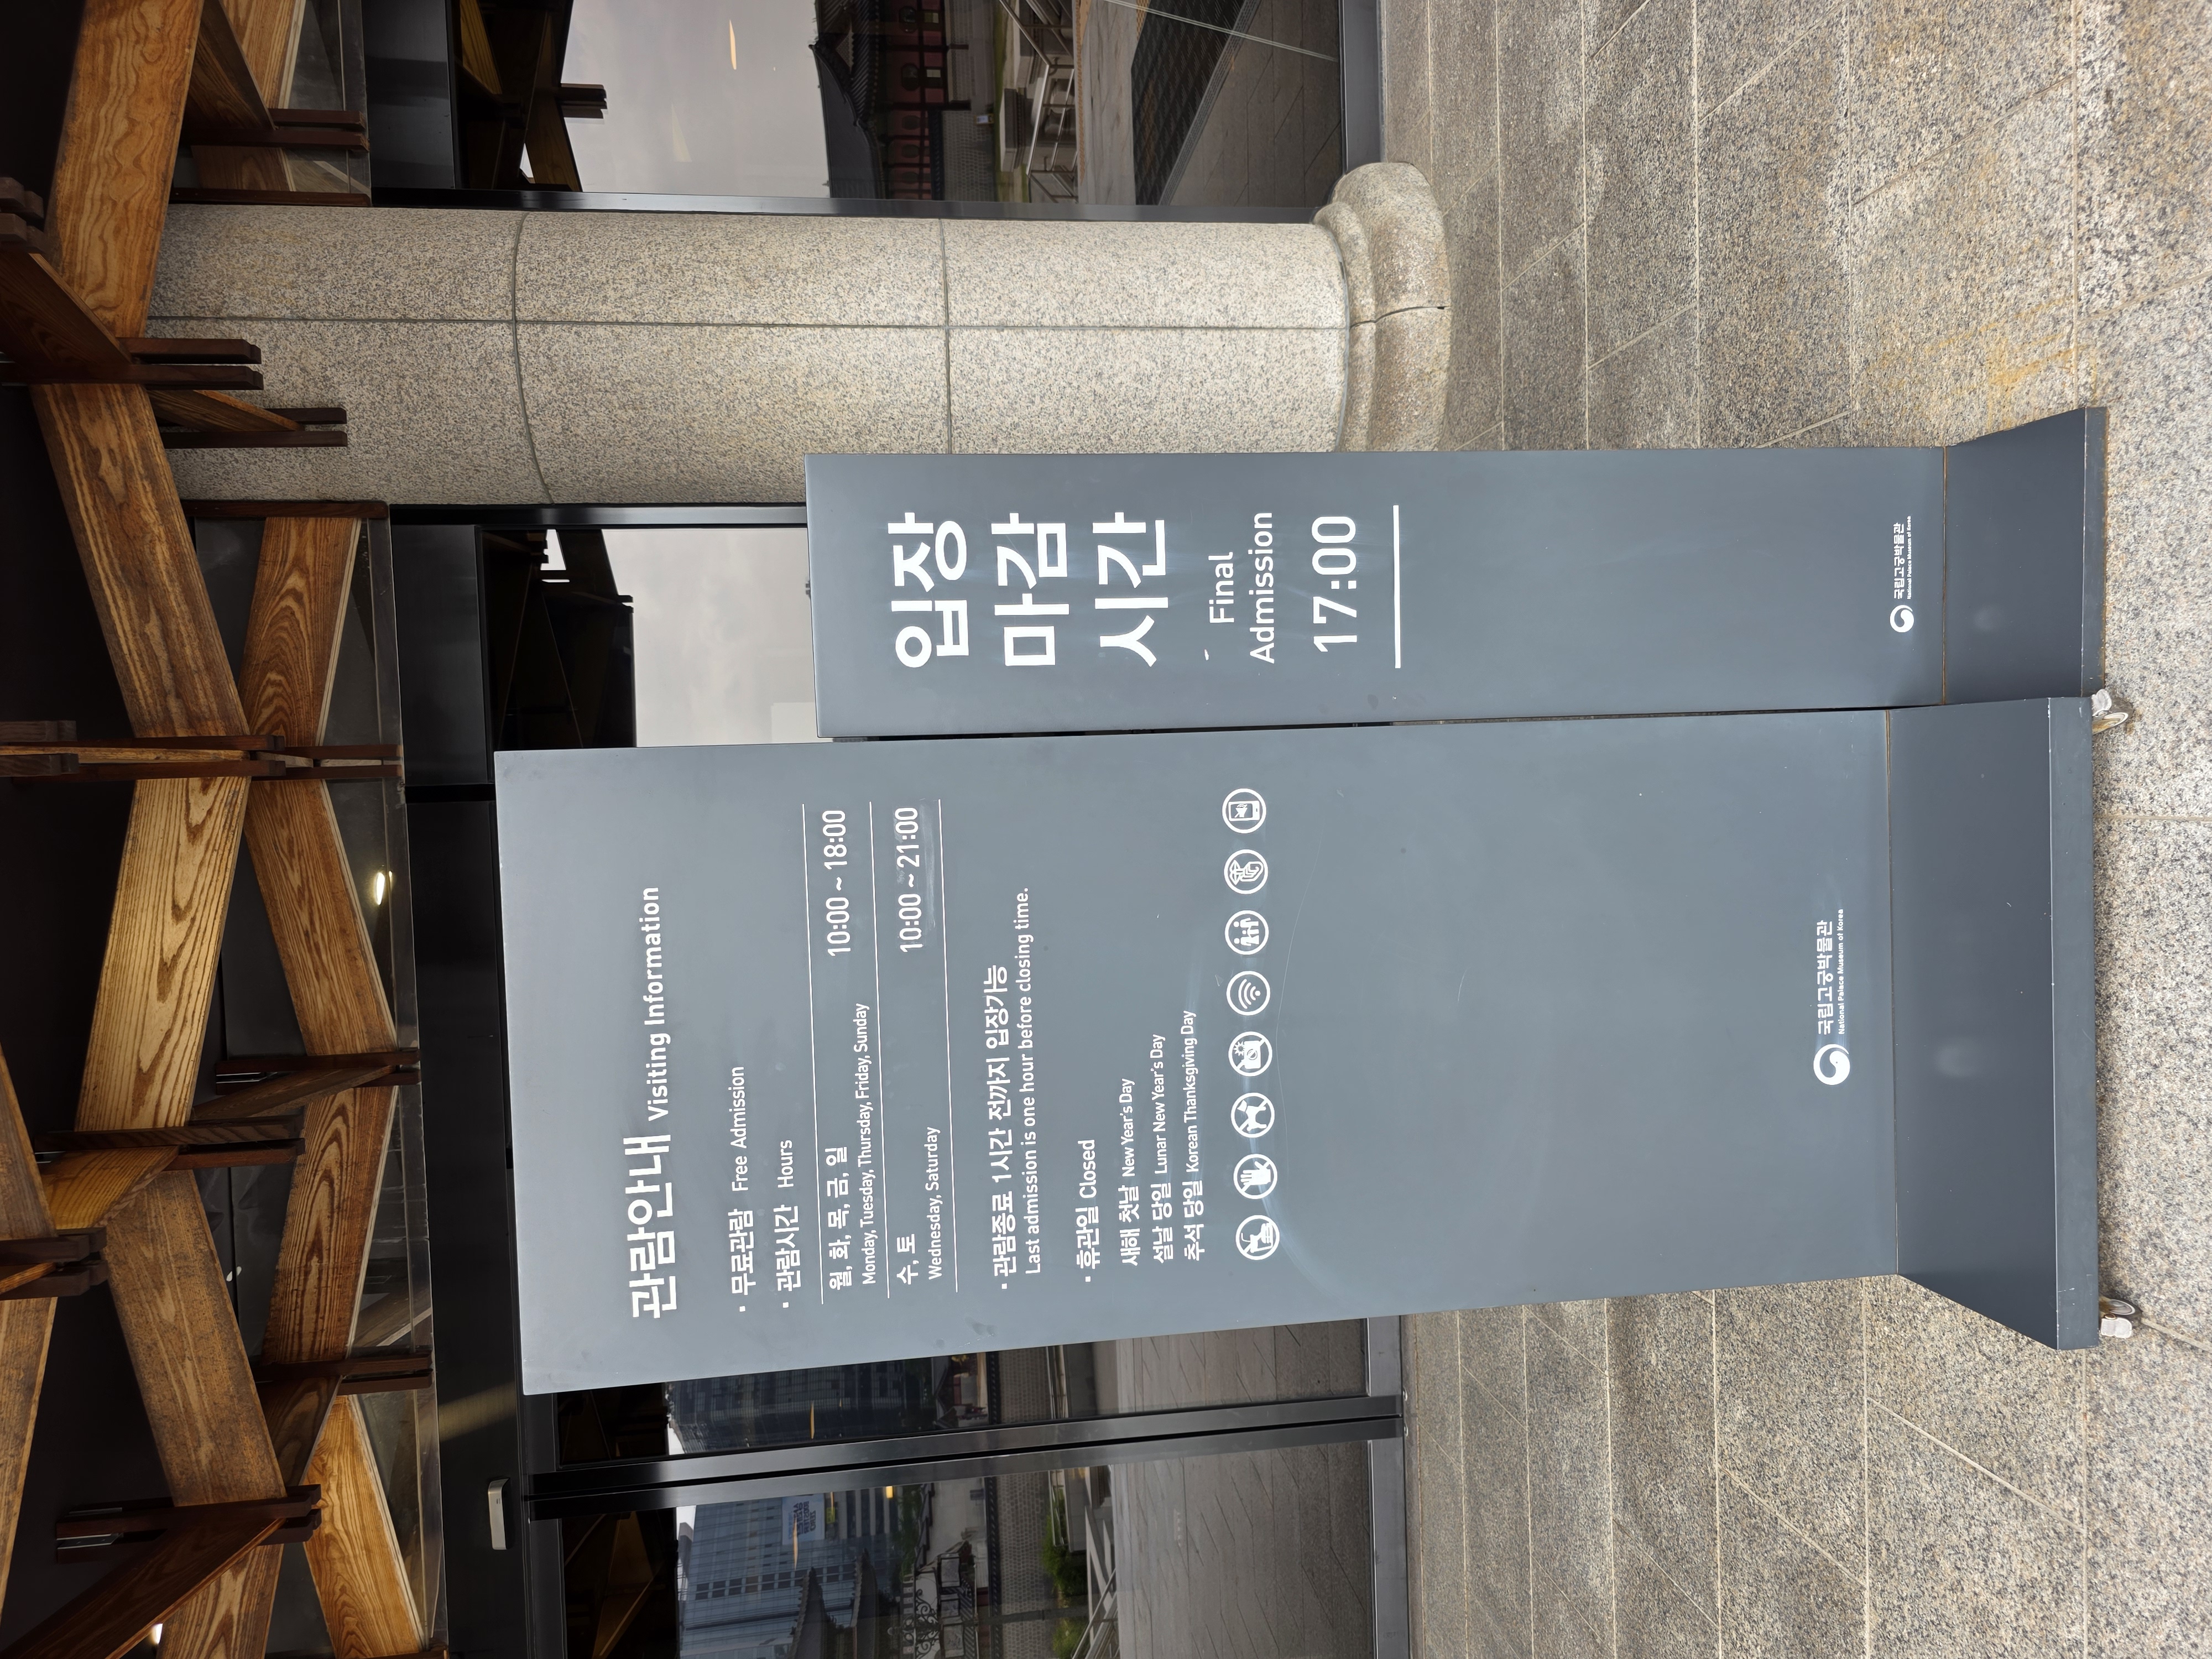 관람안내 Visiting Information
· 무료관람 Free Admission
· 관람시간 Hours
월, 화, 목, 금, 일 10:00 ~ 18:00
Monday, Tuesday, Thursday, Friday, Sunday
수, 토 10:00 ~ 21:00
Wednesday, Saturday
· 관람종료 1시간 전까지 입장가능
Last admission is one hour before closing time.
· 휴관일 Closed
새해 첫날 New Year's Day
설날 당일 Lunar New Year's Day
추석 당일 Korean Thanksgiving Day
국립고궁박물관
National Palace Museum of Korea
입장
마감
시간
Final
Admission
17:00
국립고궁박물관
National Palace Museum of Korea